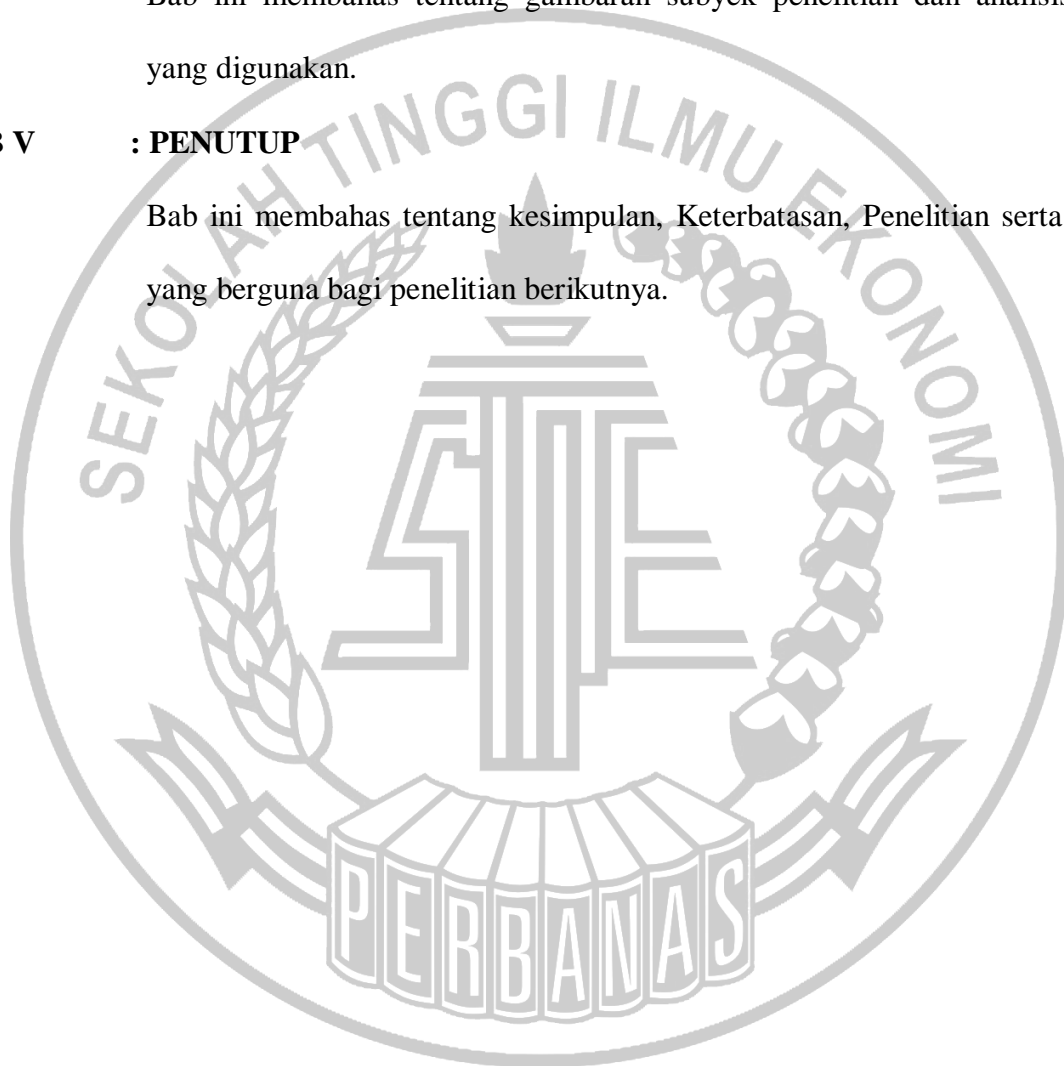 Bab ini membahas tentang gambaran subyek penelitian dan analisis
yang digunakan.
B V : PENUTUP
Bab ini membahas tentang kesimpulan, Keterbatasan, Penelitian serta
yang berguna bagi penelitian berikutnya.
SEKOLAH TINGGI ILMU EKONOMI
STIE
PERBANAS